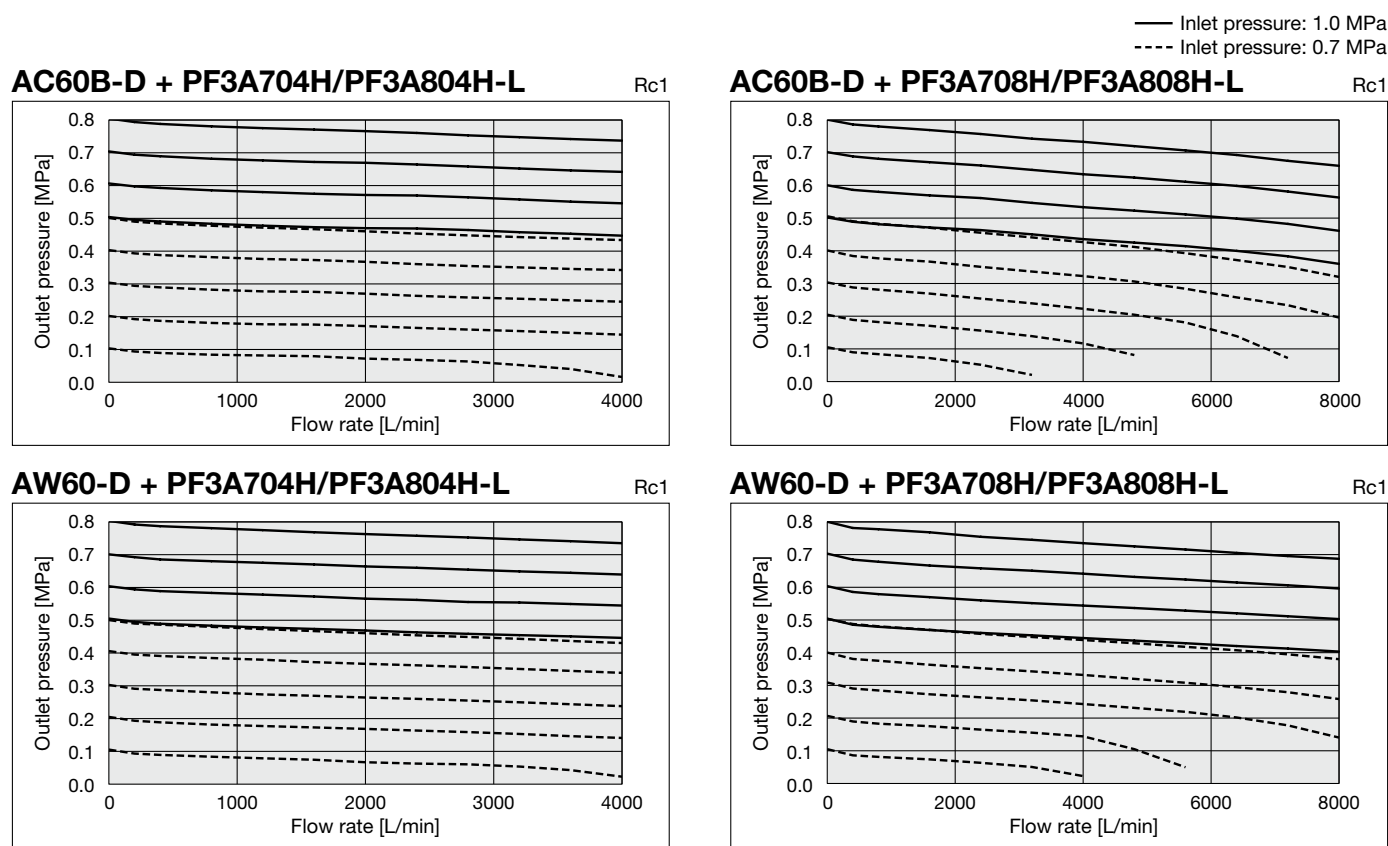 Inlet pressure: 1.0 MPa
Inlet pressure: 0.7 MPa
AC60B-D + PF3A704H/PF3A804H-L Rc1
Outlet pressure [MPa]
0.8
0.7
0.6
0.5
0.4
0.3
0.2
0.1
0.0
0 1000 2000 3000 4000
Flow rate [L/min]
AC60B-D + PF3A708H/PF3A808H-L Rc1
Outlet pressure [MPa]
0.8
0.7
0.6
0.5
0.4
0.3
0.2
0.1
0.0
0 2000 4000 6000 8000
Flow rate [L/min]
AW60-D + PF3A704H/PF3A804H-L Rc1
Outlet pressure [MPa]
0.8
0.7
0.6
0.5
0.4
0.3
0.2
0.1
0.0
0 1000 2000 3000 4000
Flow rate [L/min]
AW60-D + PF3A708H/PF3A808H-L Rc1
Outlet pressure [MPa]
0.8
0.7
0.6
0.5
0.4
0.3
0.2
0.1
0.0
0 2000 4000 6000 8000
Flow rate [L/min]